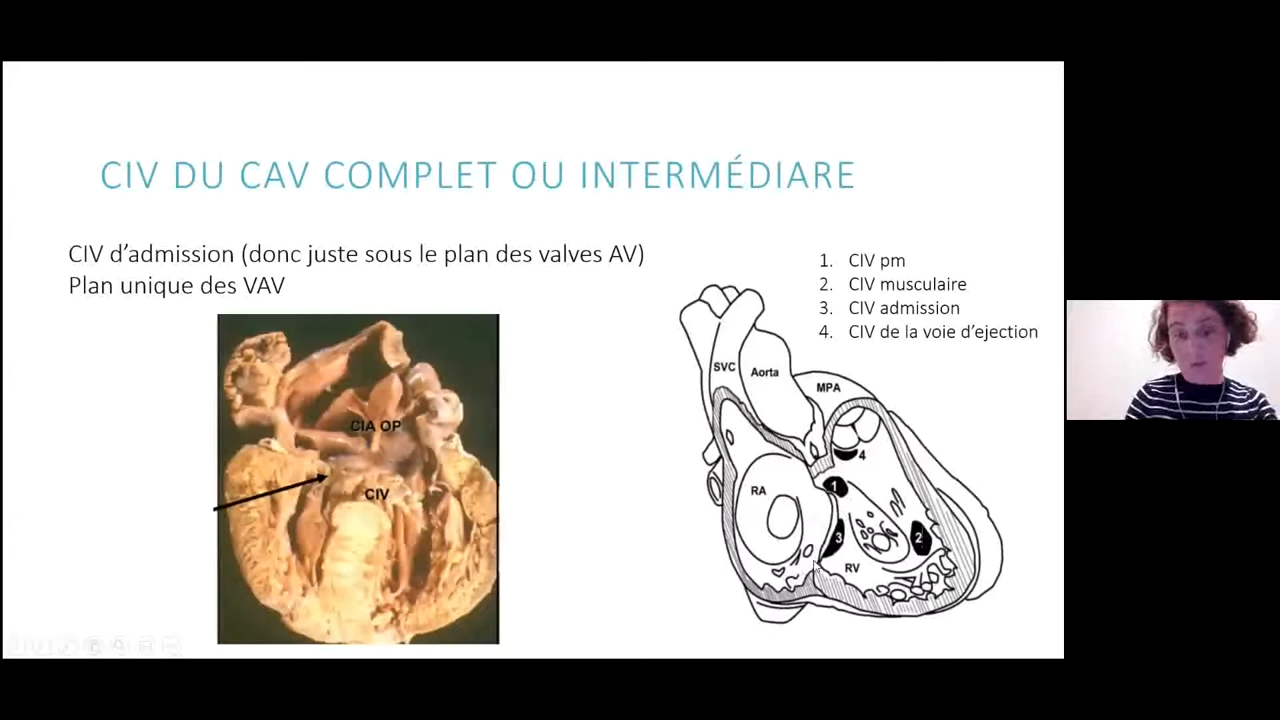 CIV DU CAV COMPLET OU INTERMÉDIARE
CIV d’admission (donc juste sous le plan des valves AV)
Plan unique des VAV
1. CIV pm
2. CIV musculaire
3. CIV admission
4. CIV de la voie d’ejection
CIA OP
CIV
SVC
Aorta
MPA
4
RA
1
3
2
RV